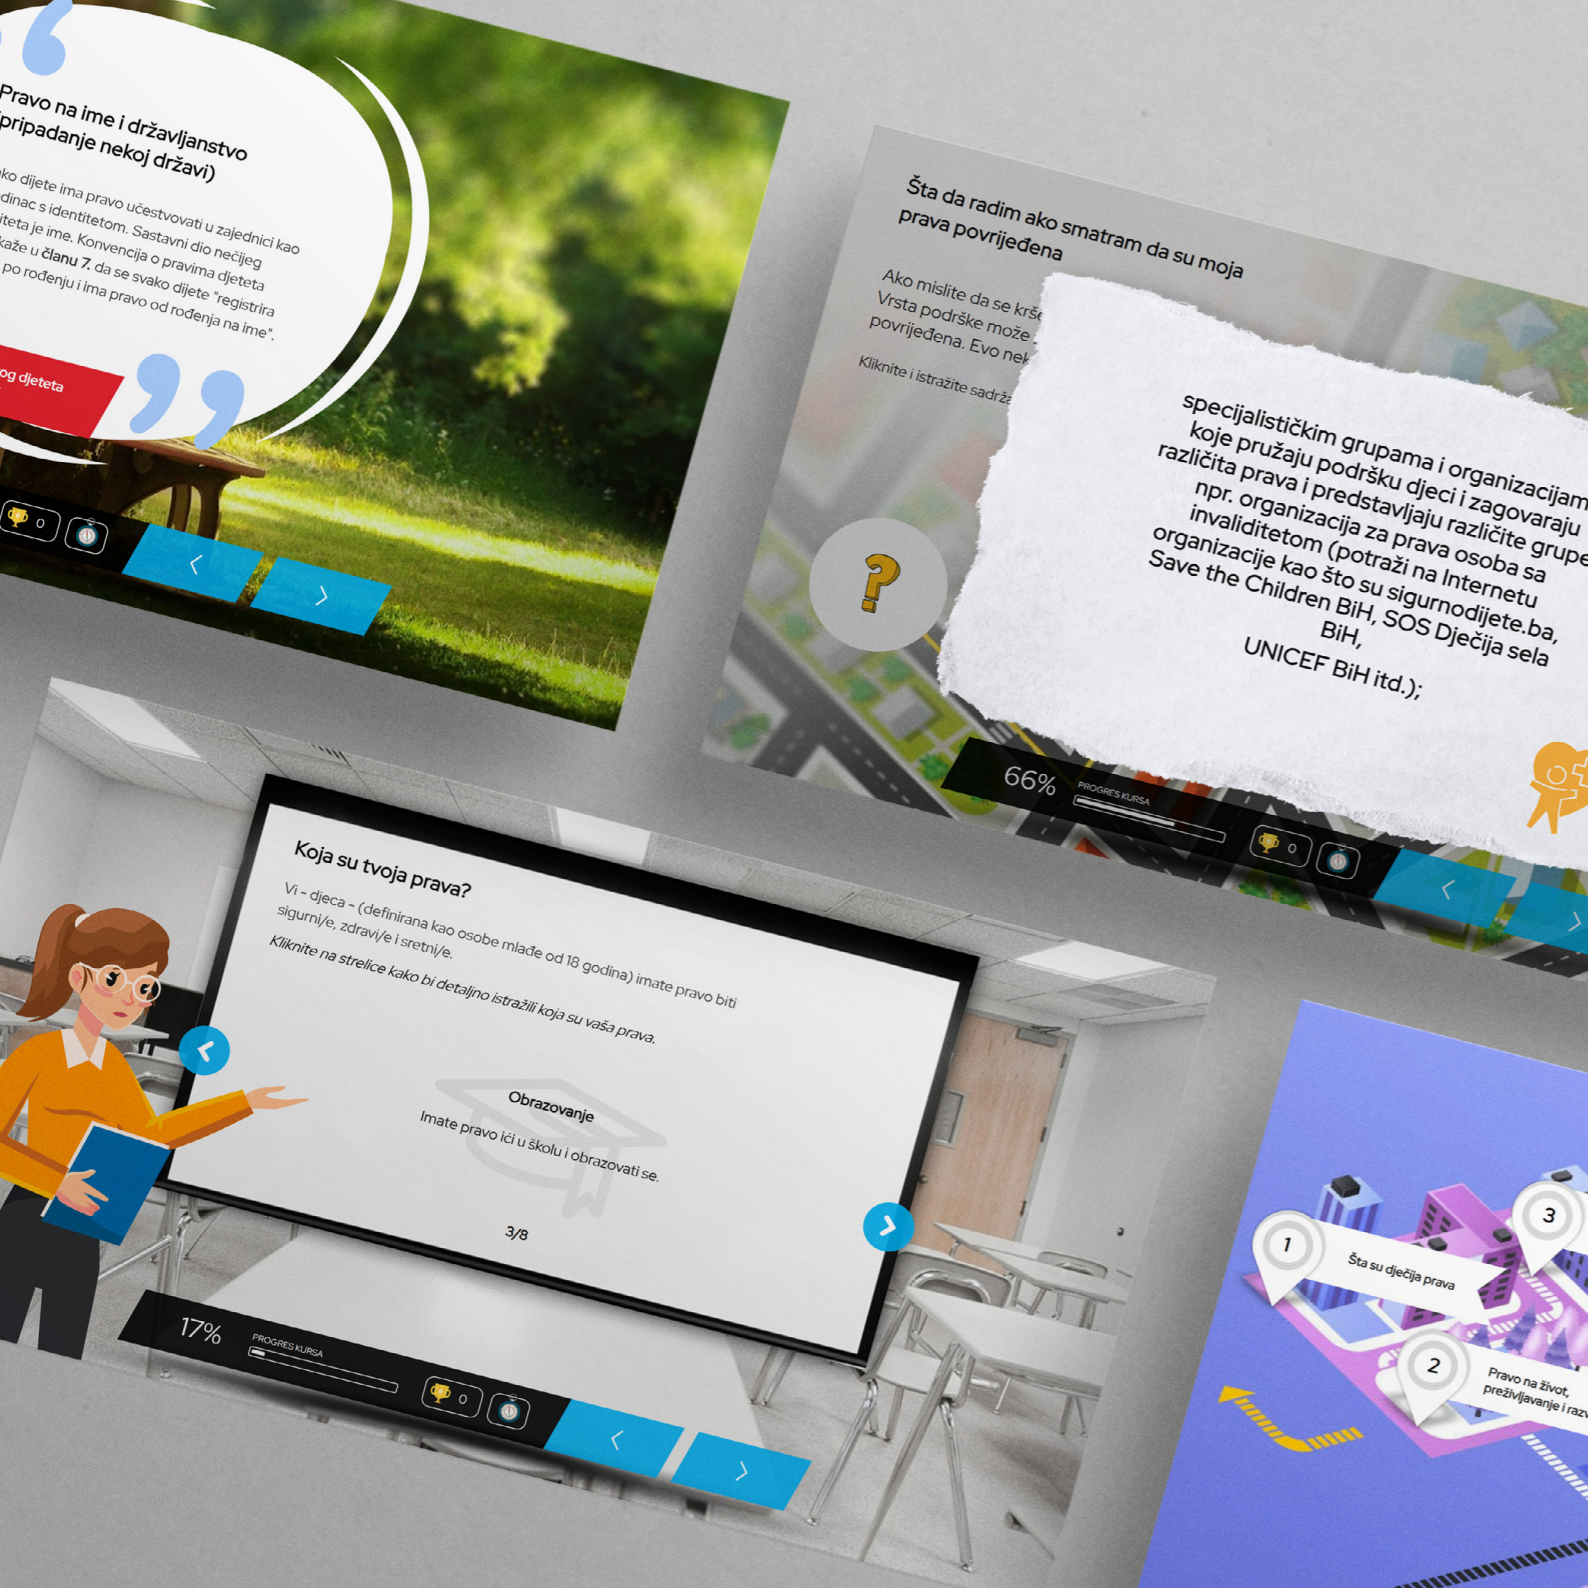 Pravo na ime i državljanstvo
(pripadanje nekoj državi)
ko dijete ima pravo učestvovati u zajednici kao
dinac s identitetom. Sastavni dio nečijeg
iteta je ime. Konvencija o pravima djeteta
kaže u članu 7. da se svako dijete "registrira
po rođenju i ima pravo od rođenja na ime".
og djeteta
0
Šta da radim ako smatram da su moja
prava povrijeđena
Ako mislite da se krše
Vrsta podrške može
povrijeđena. Evo nek
Kliknite i istražite sadrža
specijalističkim grupama i organizacijam
koje pružaju podršku djeci i zagovaraju
različita prava i predstavljaju različite grupe
npr. organizacija za prava osoba sa
invaliditetom (potraži na Internetu
organizacije kao što su sigurnodijete.ba,
Save the Children BiH, SOS Dječija sela
BiH,
UNICEF BiH itd.);
66%
PROGRES KURSA
0
Koja su tvoja prava?
Vi - djeca - (definirana kao osobe mlađe od 18 godina) imate pravo biti
sigurni/e, zdravi/e i sretni/e.
Kliknite na strelice kako bi detaljno istražili koja su vaša prava.
Obrazovanje
Imate pravo ići u školu i obrazovati se.
3/8
17%
PROGRES KURSA
0
1
Šta su dječija prava
3
2
Pravo na život,
preživljavanje i razv